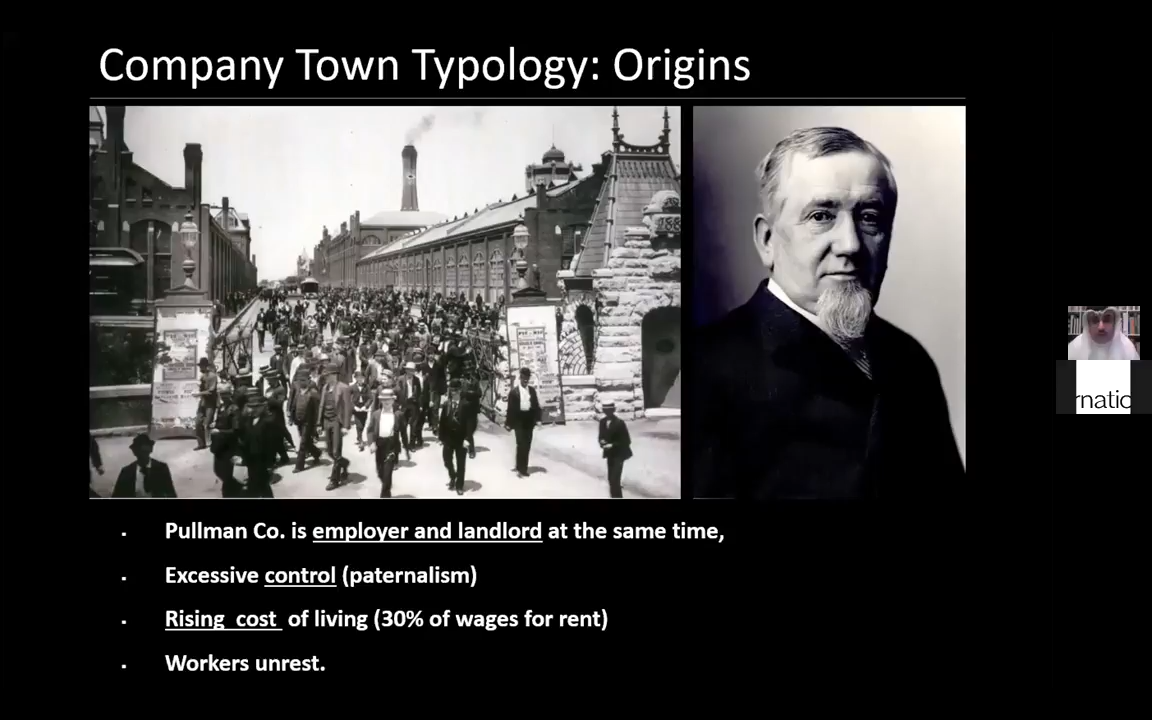 Company Town Typology: Origins
Pullman Co. is employer and landlord at the same time,
Excessive control (paternalism)
Rising cost of living (30% of wages for rent)
Workers unrest.
rnatio